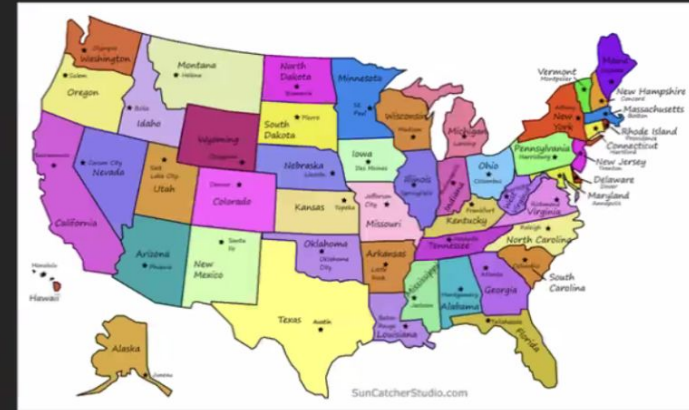 Olympia
Washington
Salem
Oregon
Montana
Helena
Boise
Idaho
North
Dakota
Bismarck
Minnesota
St.
Paul
South
Dakota
Pierre
Wyoming
Cheyenne
Wisconsin
Madison
Michigan
Lansing
Vermont
Montpelier
Maine
New Hampshire
Concord
Massachusetts
Boston
Rhode Island
Providence
Connecticut
Hartford
New Jersey
Trenton
Delaware
Dover
Maryland
Annapolis
Albany
New
York
Pennsylvania
Harrisburg
Sacramento
California
Carson City
Nevada
Salt
Lake City
Utah
Denver
Colorado
Nebraska
Lincoln
Iowa
Des Moines
Illinois
Springfield
Indiana
Ohio
Columbus
Richmond
Virginia
Kansas
Topeka
Jefferson
City
Missouri
Frankfort
Kentucky
Nashville
Tennessee
Raleigh
North Carolina
Columbia
South
Carolina
Arizona
Phoenix
Santa
Fe
New
Mexico
Oklahoma
Oklahoma
City
Arkansas
Little
Rock
Mississippi
Jackson
Montgomery
Alabama
Atlanta
Georgia
Tallahassee
Florida
Baton
Rouge
Louisiana
Texas
Austin
Honolulu
Hawaii
Alaska
Juneau
SunCatcherStudio.com